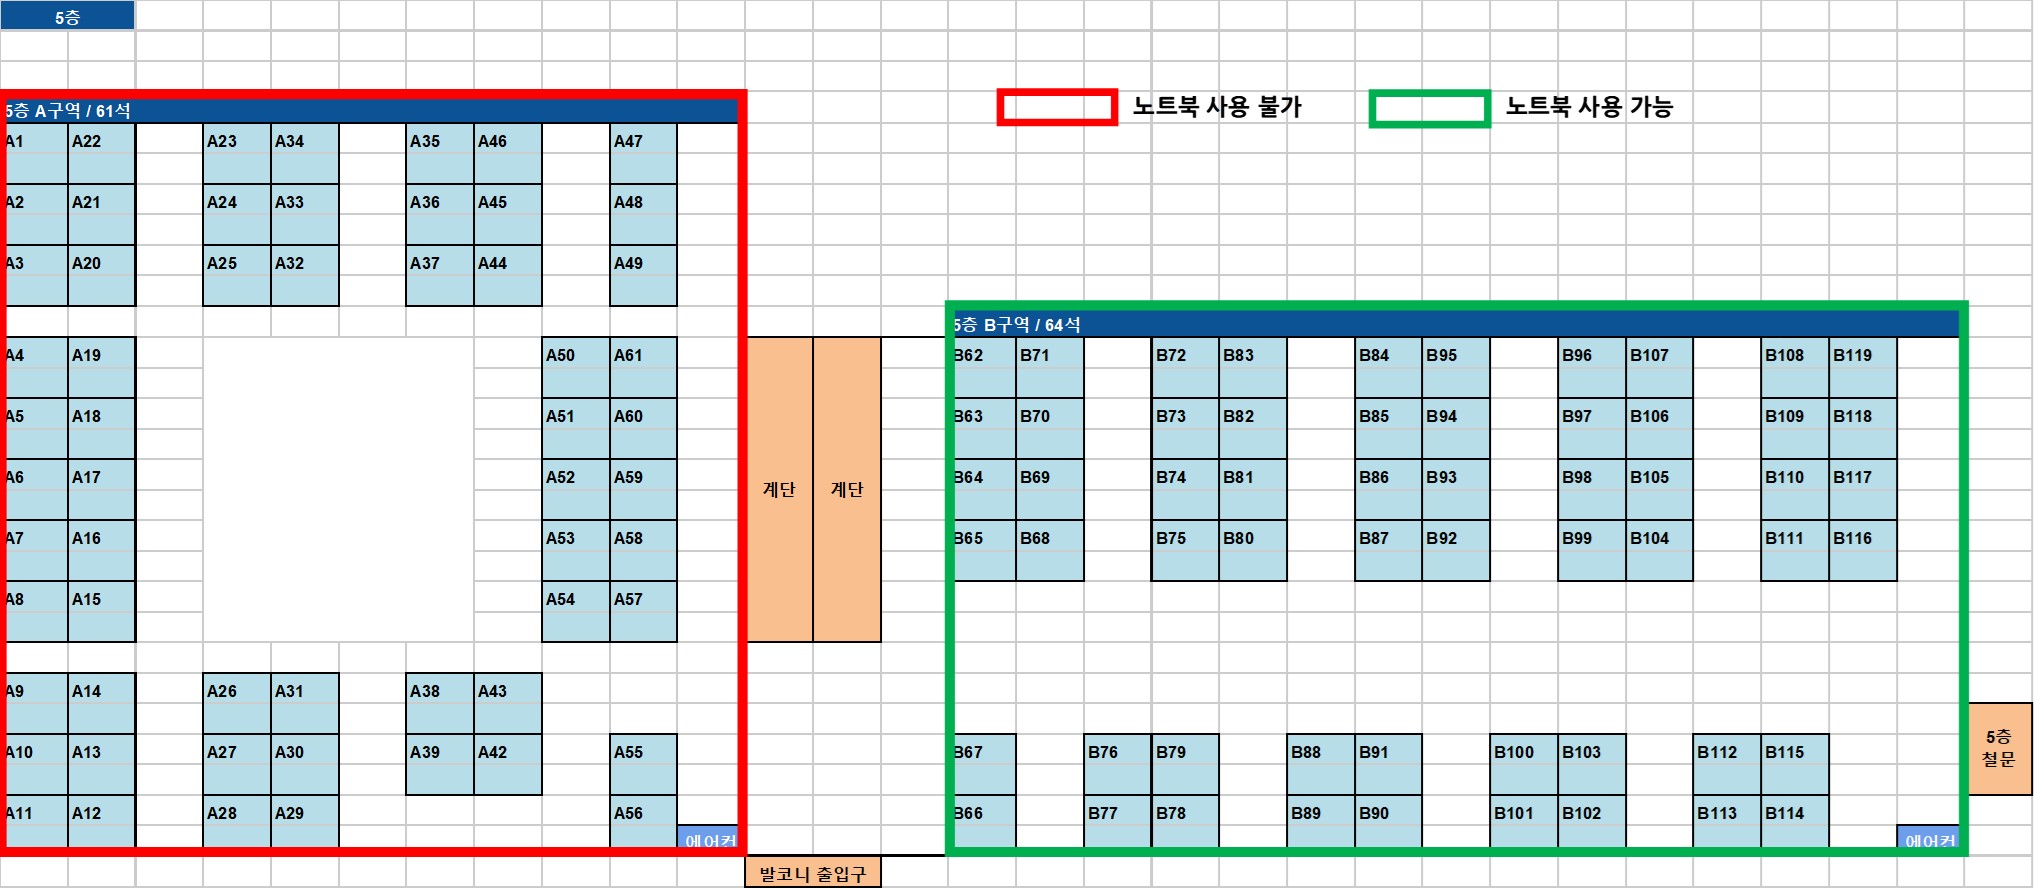 5층
노트북 사용 불가 노트북 사용 가능
5층 A구역 / 61석
A1 A22 A23 A34 A35 A46 A47
A2 A21 A24 A33 A36 A45 A48
A3 A20 A25 A32 A37 A44 A49
5층 B구역 / 64석
A4 A19 A50 A61 B62 B71 B72 B83 B84 B95 B96 B107 B108 B119
A5 A18 A51 A60 B63 B70 B73 B82 B85 B94 B97 B106 B109 B118
A6 A17 A52 A59 계단 계단 B64 B69 B74 B81 B86 B93 B98 B105 B110 B117
A7 A16 A53 A58 B65 B68 B75 B80 B87 B92 B99 B104 B111 B116
A8 A15 A54 A57
A9 A14 A26 A31 A38 A43
5층
철문
A10 A13 A27 A30 A39 A42 A55 B67 B76 B79 B88 B91 B100 B103 B112 B115
A11 A12 A28 A29 A56 B66 B77 B78 B89 B90 B101 B102 B113 B114
에어컨 에어컨
발코니 출입구